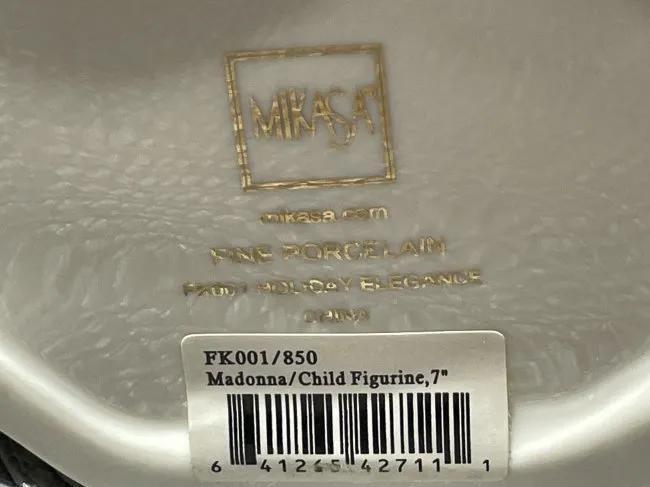 MIKASA®
mikasa.com
FINE PORCELAIN
FK001 HOLIDAY ELEGANCE
CHINA
FK001/850
Madonna/Child Figurine,7"
6 41265 42711 1